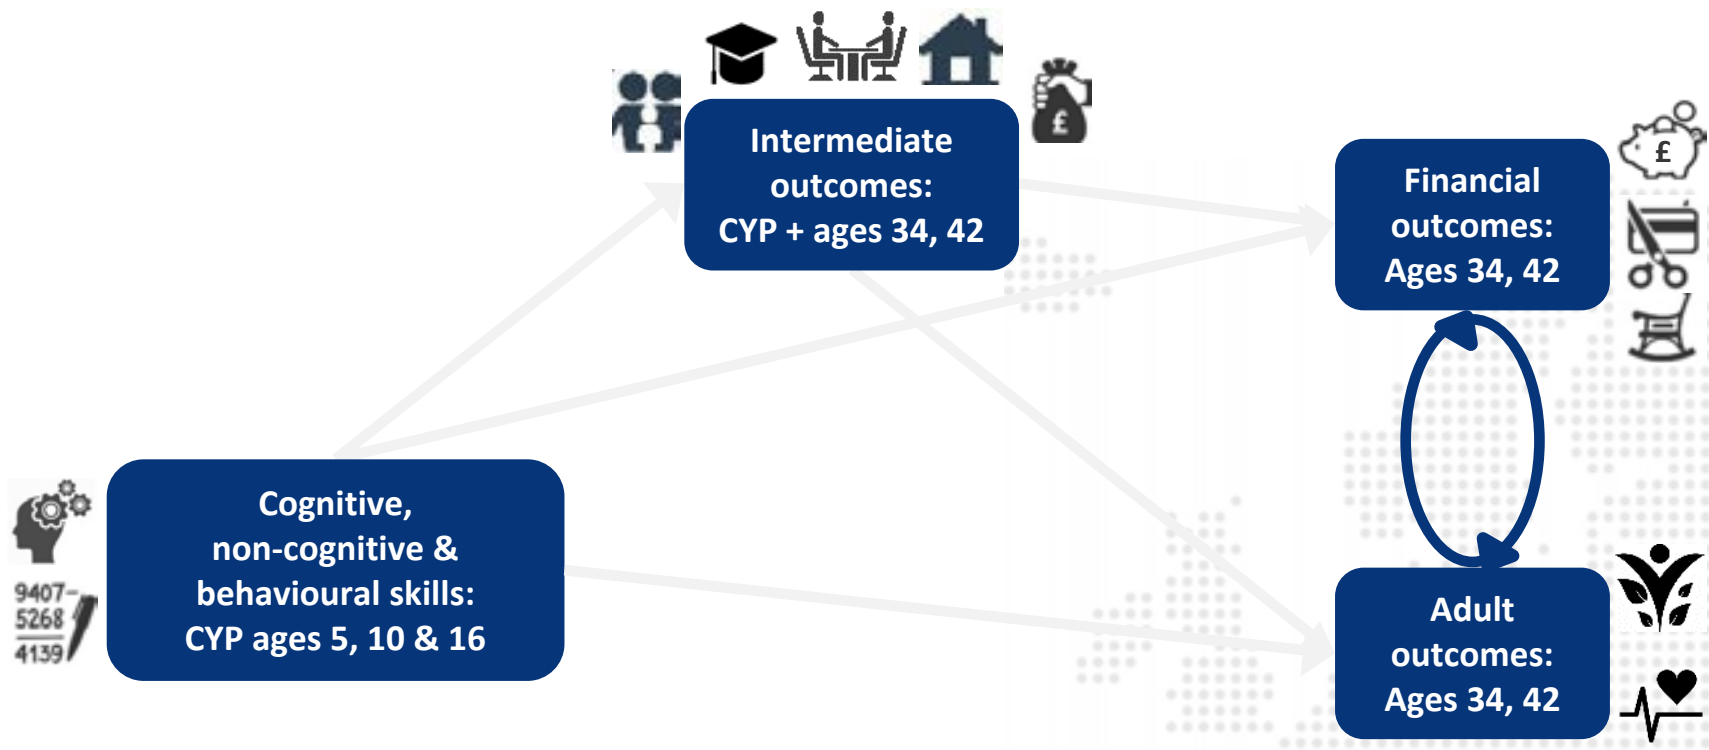 £
Intermediate
outcomes:
CYP + ages 34, 42
£
Financial
outcomes:
Ages 34, 42
Cognitive,
non-cognitive &
behavioural skills:
CYP ages 5, 10 & 16
9407-
5268
4139
Adult
outcomes:
Ages 34, 42